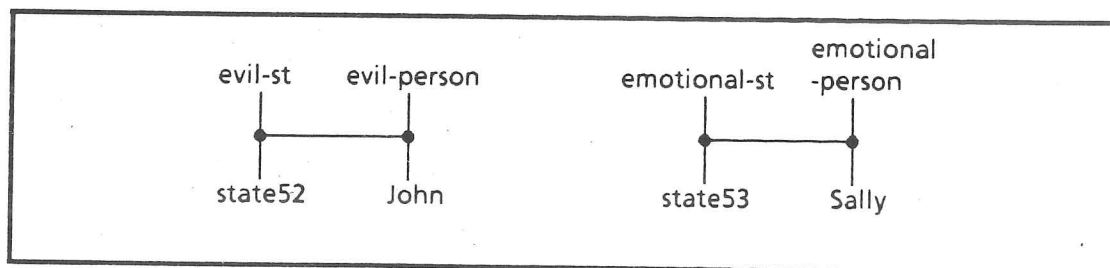 evil-st evil-person
emotional-st emotional
-person
state52 John
state53 Sally